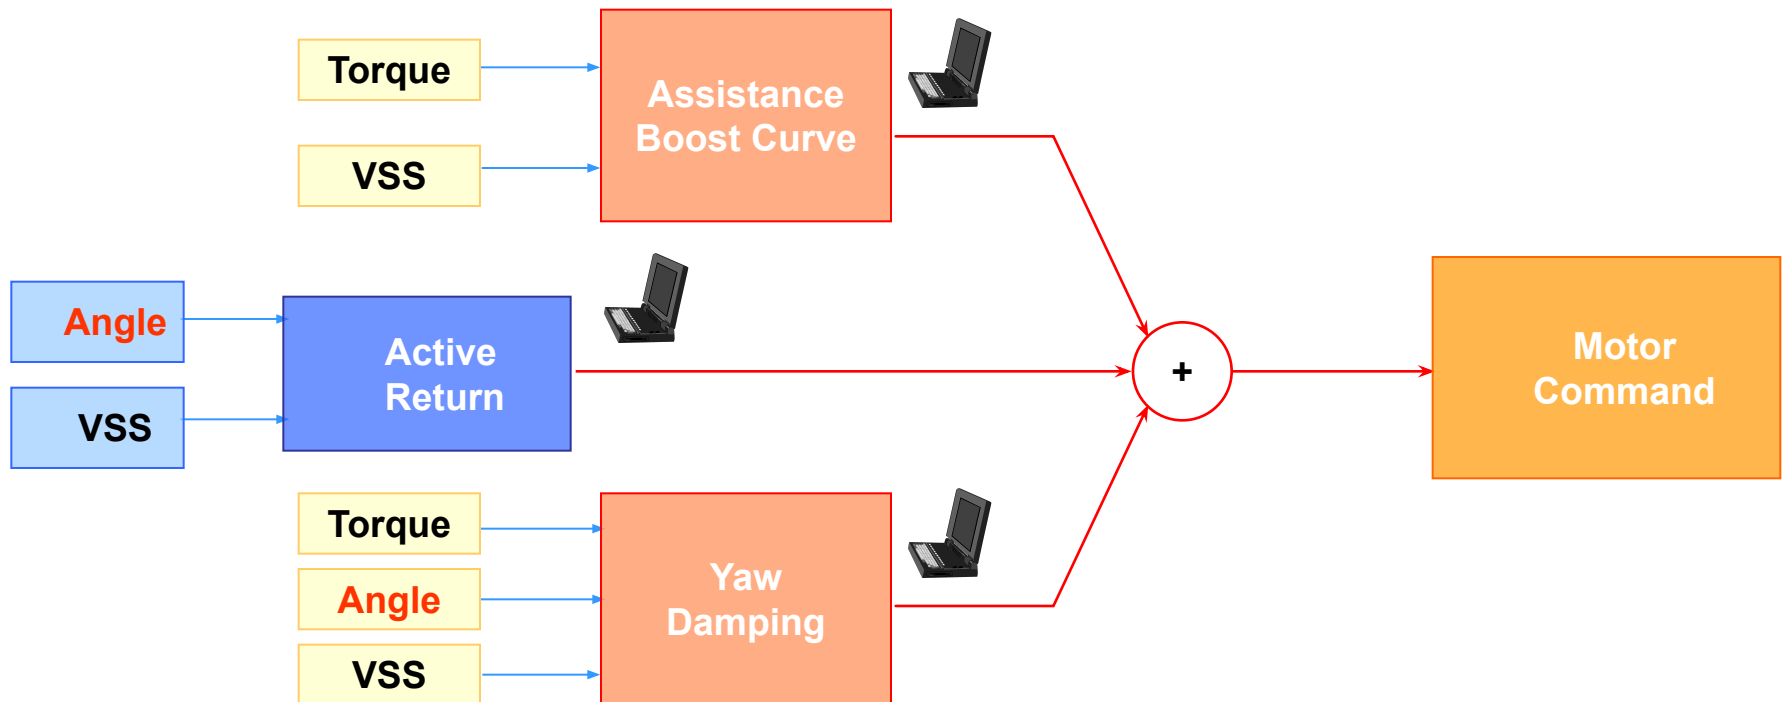 Torque
VSS
Assistance
Boost Curve
Angle
VSS
Active
Return
Torque
Angle
VSS
Yaw
Damping
+
Motor
Command